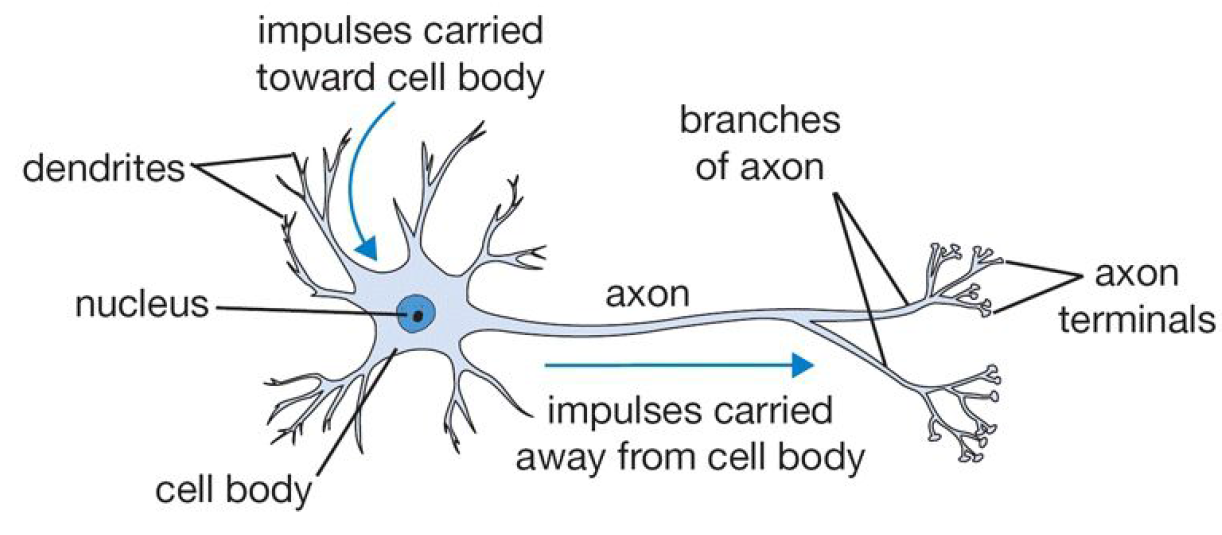 impulses carried
toward cell body
branches
of axon
dendrites
nucleus
axon
axon
terminals
impulses carried
away from cell body
cell body